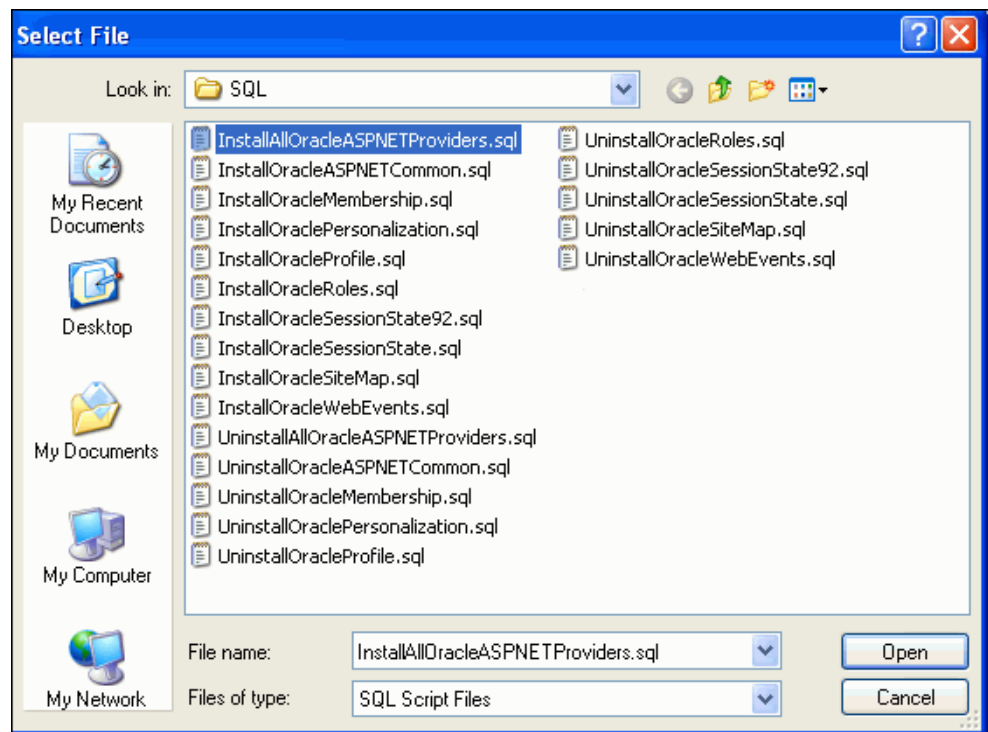 Select File
Look in:
SQL
My Recent
Documents
Desktop
My Documents
My Computer
My Network
InstallAllOracleASPNETProviders.sql
InstallOracleASPNETCommon.sql
InstallOracleMembership.sql
InstallOraclePersonalization.sql
InstallOracleProfile.sql
InstallOracleRoles.sql
InstallOracleSessionState92.sql
InstallOracleSessionState.sql
InstallOracleSiteMap.sql
InstallOracleWebEvents.sql
UninstallAllOracleASPNETProviders.sql
UninstallOracleASPNETCommon.sql
UninstallOracleMembership.sql
UninstallOraclePersonalization.sql
UninstallOracleProfile.sql
UninstallOracleRoles.sql
UninstallOracleSessionState92.sql
UninstallOracleSessionState.sql
UninstallOracleSiteMap.sql
UninstallOracleWebEvents.sql
File name:
InstallAllOracleASPNETProviders.sql
Open
Files of type:
SQL Script Files
Cancel